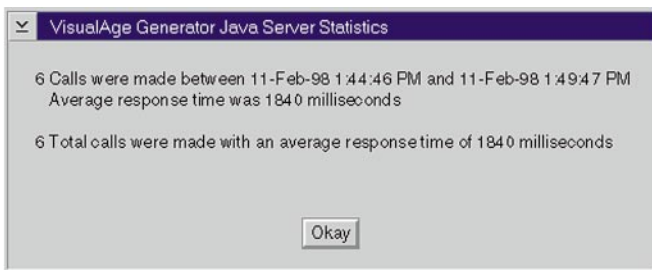 VisualAge Generator Java Server Statistics
6 Calls were made between 11-Feb-98 1:44:46 PM and 11-Feb-98 1:49:47 PM
Average response time was 1840 milliseconds
6 Total calls were made with an average response time of 1840 milliseconds
Okay